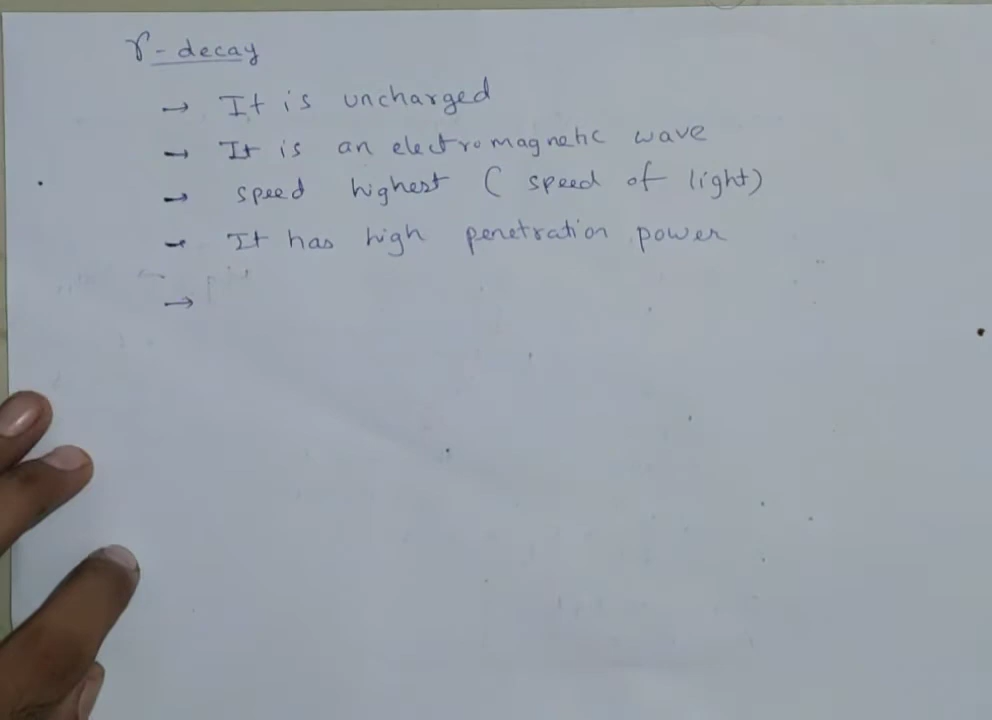 γ-decay
→ It is uncharged
→ It is an electromagnetic wave
→ speed highest ( speed of light)
→ It has high penetration power
→